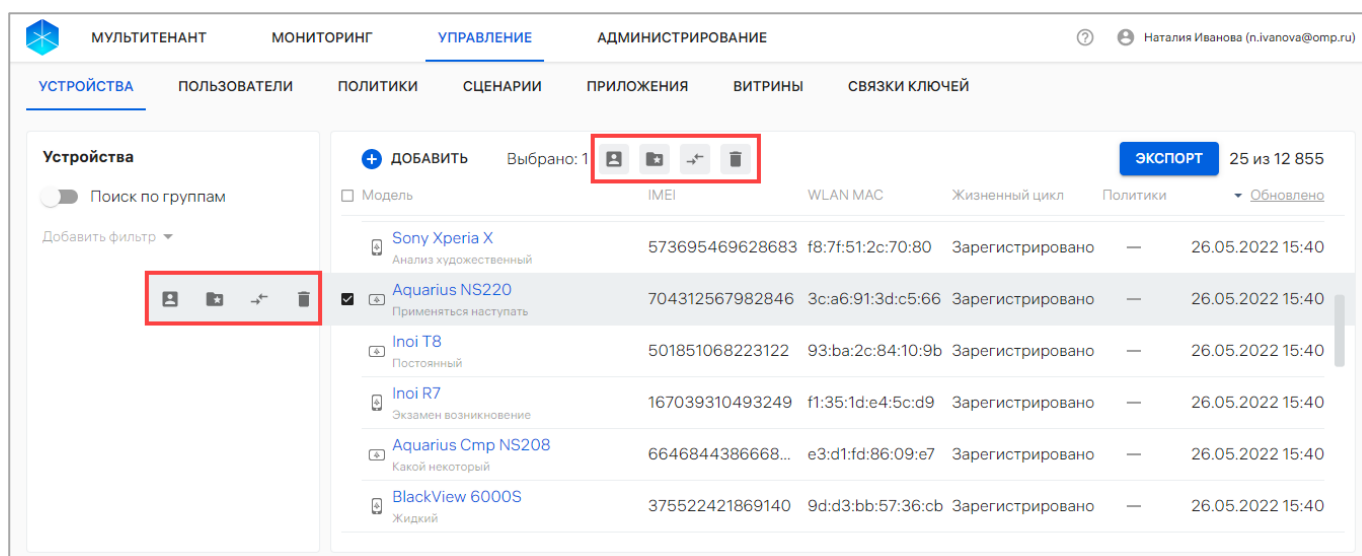 МУЛЬТИТЕНАНТ МОНИТОРИНГ УПРАВЛЕНИЕ АДМИНИСТРИРОВАНИЕ ? Наталия Иванова (n.ivanova@omp.ru)
УСТРОЙСТВА ПОЛЬЗОВАТЕЛИ ПОЛИТИКИ СЦЕНАРИИ ПРИЛОЖЕНИЯ ВИТРИНЫ СВЯЗКИ КЛЮЧЕЙ
Устройства
Поиск по группам
Добавить фильтр
ДОБАВИТЬ Выбрано: 1 ЭКСПОРТ 25 из 12 855
Модель IMEI WLAN MAC Жизненный цикл Политики Обновлено
Sony Xperia X 573695469628683 f8:7f:51:2c:70:80 Зарегистрировано — 26.05.2022 15:40
Анализ художественный
Aquarius NS220 704312567982846 3c:a6:91:3d:c5:66 Зарегистрировано — 26.05.2022 15:40
Применяться наступать
Inoi T8 501851068223122 93:ba:2c:84:10:9b Зарегистрировано — 26.05.2022 15:40
Постоянный
Inoi R7 167039310493249 f1:35:1d:e4:5c:d9 Зарегистрировано — 26.05.2022 15:40
Экзамен возникновение
Aquarius Cmp NS208 6646844386668... e3:d1:fd:86:09:e7 Зарегистрировано — 26.05.2022 15:40
Какой некоторый
BlackView 6000S 375522421869140 9d:d3:bb:57:36:cb Зарегистрировано — 26.05.2022 15:40
Жидкий